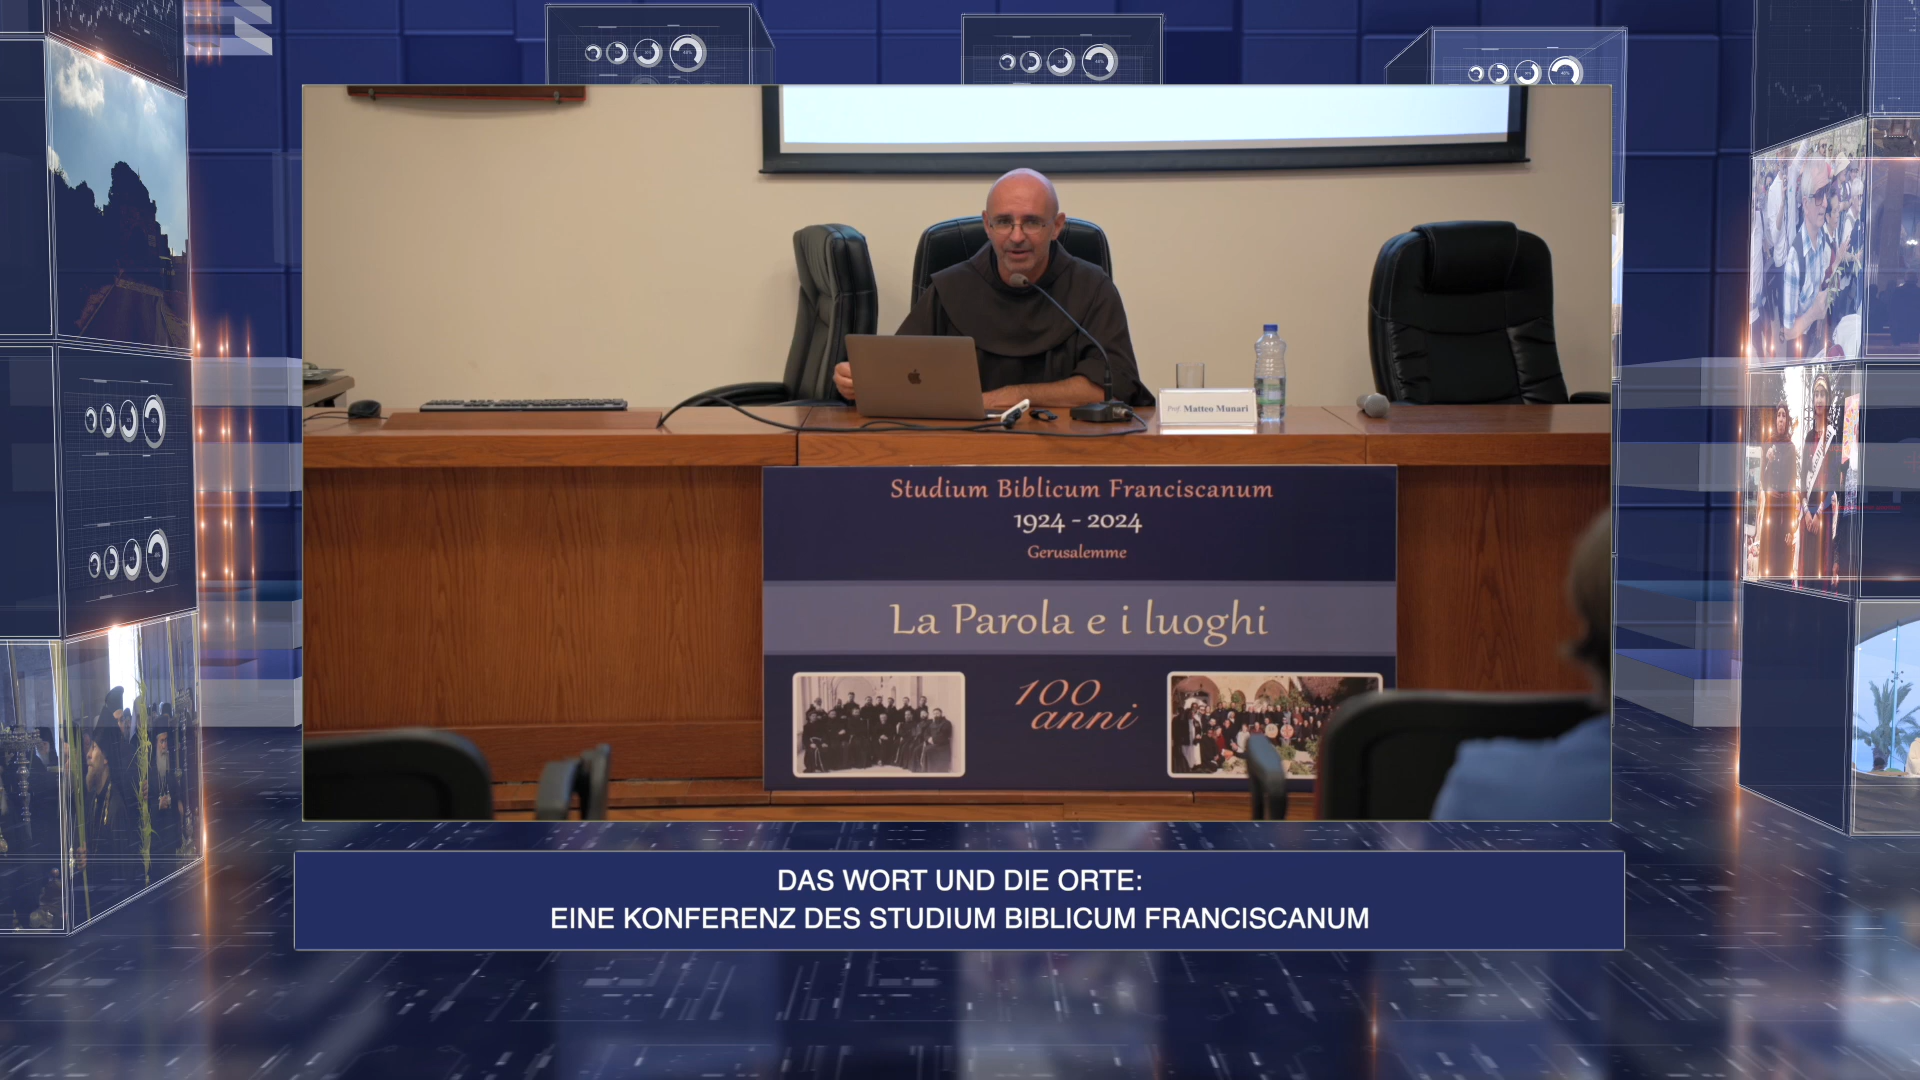 Prof. Matteo Munari
Studium Biblicum Franciscanum
1924 - 2024
Gerusalemme
La Parola e i luoghi
100
anni
DAS WORT UND DIE ORTE:
EINE KONFERENZ DES STUDIUM BIBLICUM FRANCISCANUM